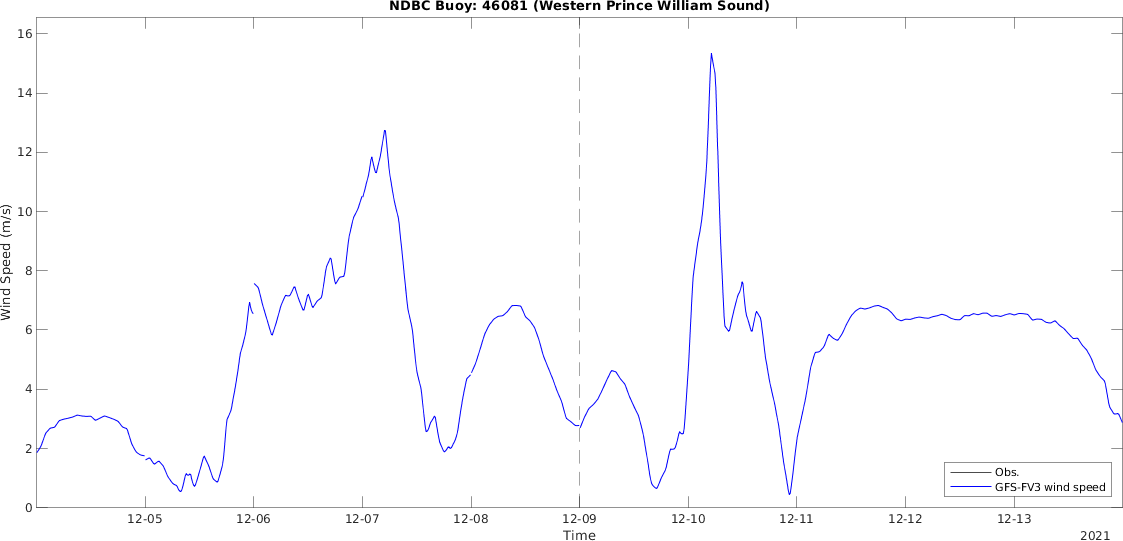 NDBC Buoy: 46081 (Western Prince William Sound)
16
14
12
10
8
6
4
2
0
Wind Speed (m/s)
12-05 12-06 12-07 12-08 12-09 12-10 12-11 12-12 12-13
Time
2021
Obs.
GFS-FV3 wind speed